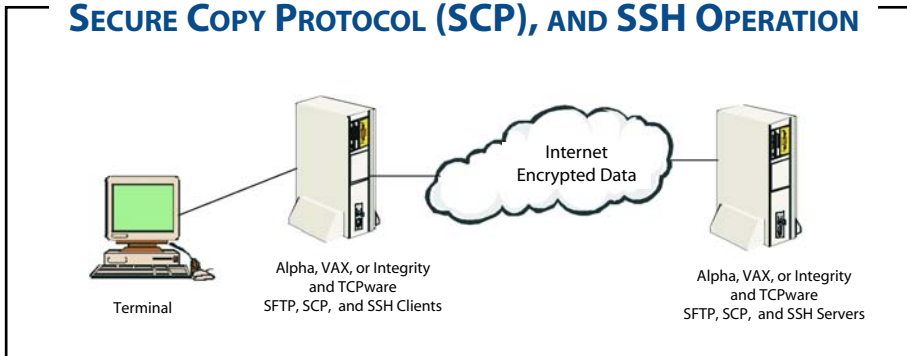 SECURE COPY PROTOCOL (SCP), AND SSH OPERATION
Internet
Encrypted Data
Terminal
Alpha, VAX, or Integrity
and TCPware
SFTP, SCP, and SSH Clients
Alpha, VAX, or Integrity
and TCPware
SFTP, SCP, and SSH Servers